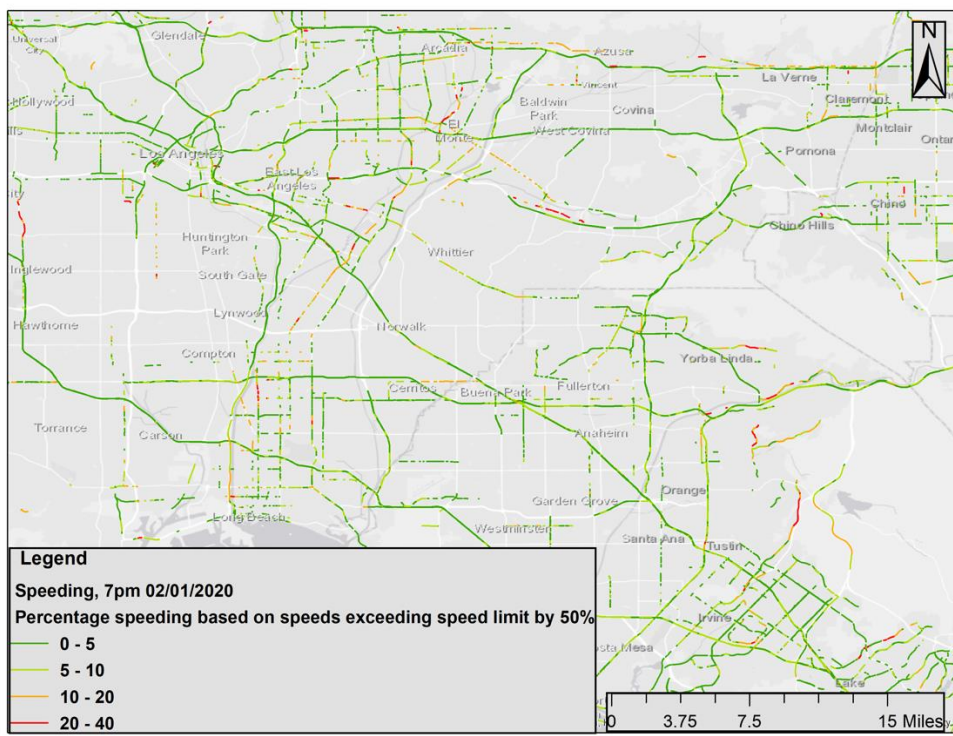 Glendale
Universal
City
Arcadia
Azusa
N
La Verne
Vincent
Hollywood
Baldwin
Park
Covina
Claremont
El
Monte
West Covina
Montclair
Los Angeles
Pomona
East Los
Angeles
Chino
Chino Hills
Huntington
Park
Whittier
Inglewood
South Gate
Lynwood
Hawthorne
Norwalk
Compton
Yorba Linda
Cerritos
Buena Park
Fullerton
Torrance
Carson
Anaheim
Garden Grove
Orange
Long Beach
Westminster
Santa Ana
Tustin
Irvine
Lake
Legend
Speeding, 7pm 02/01/2020
Percentage speeding based on speeds exceeding speed limit by 50%
0 - 5
5 - 10
10 - 20
20 - 40
0 3.75 7.5 15 Miles